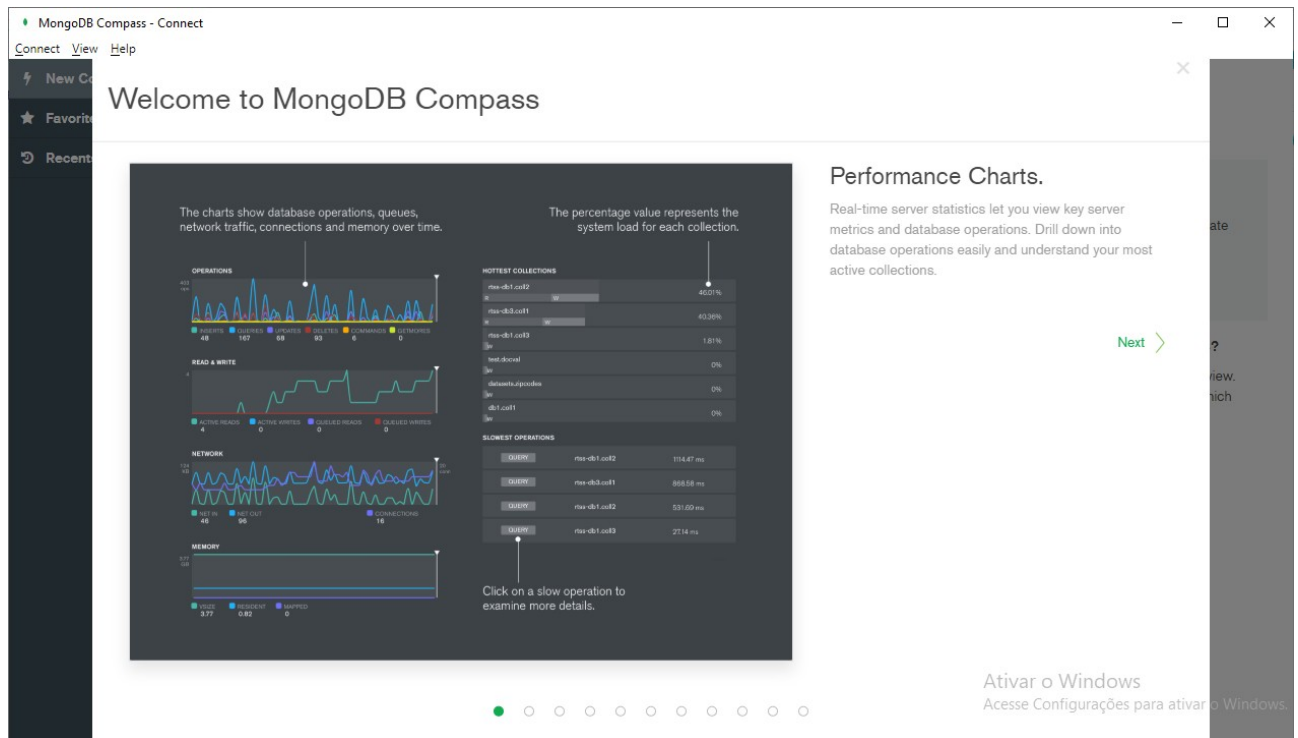 MongoDB Compass - Connect
Connect View Help
New Co
Favorite
Recent
Welcome to MongoDB Compass
The charts show database operations, queues,
network traffic, connections and memory over time.
The percentage value represents the
system load for each collection.
OPERATIONS
INSERTS QUERIES UPDATES DELETES COMMANDS GETMORES
48 167 68 93 6 0
READ & WRITE
4
ACTIVE READS ACTIVE WRITES QUEUED READS QUEUED WRITES
4 0 0 0
NETWORK
NET IN NET OUT CONNECTIONS
46 96 16
MEMORY
3.77
GB
VSIZE RESIDENT MAPPED
3.77 0.82 0
HOTTEST COLLECTIONS
rtss-db1.coll2 46.01%
R W
rtss-db3.coll1 40.36%
R W
rtss-db1.coll3 1.81%
test.docval 0%
datasets.zipcodes 0%
db1.coll1 0%
SLOWEST OPERATIONS
QUERY rtss-db1.coll2 1114.47 ms
QUERY rtss-db3.coll1 868.58 ms
QUERY rtss-db1.coll2 531.60 ms
QUERY rtss-db1.coll3 27.14 ms
Click on a slow operation to
examine more details.
Performance Charts.
Real-time server statistics let you view key server
metrics and database operations. Drill down into
database operations easily and understand your most
active collections.
Next
ate
?
view.
hich
Ativar o Windows
Acesse Configurações para ativar o Windows.